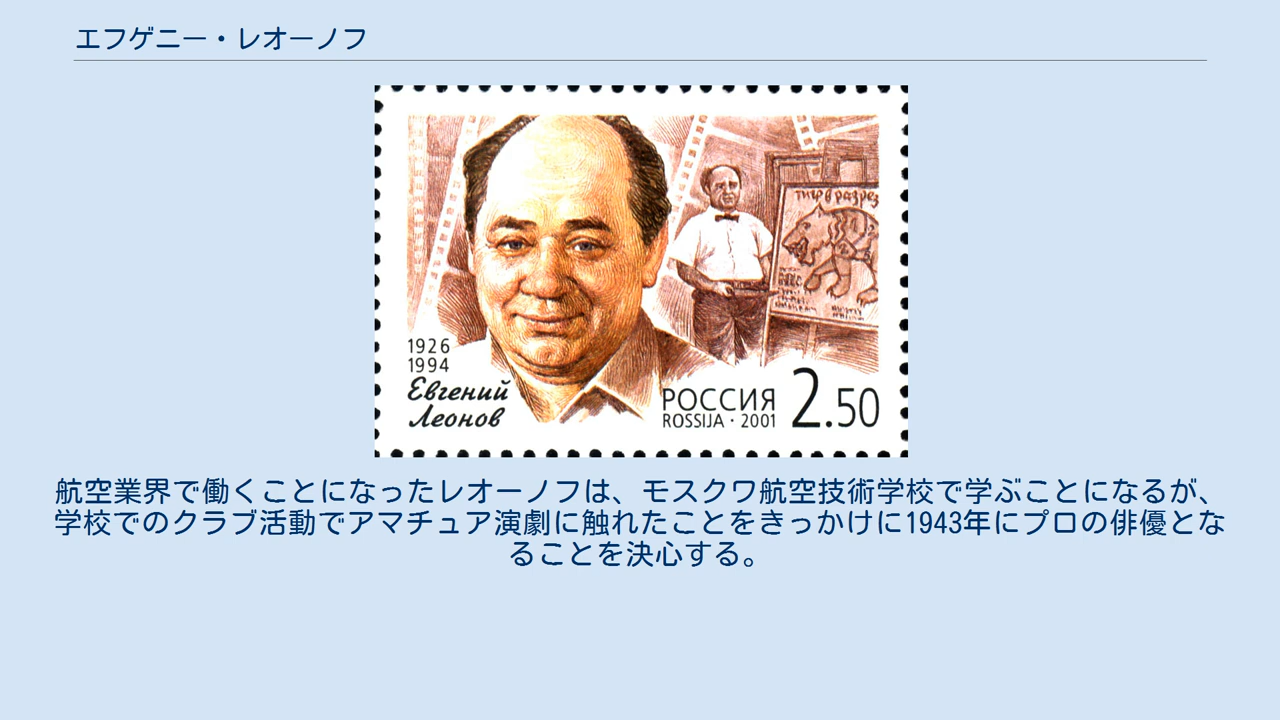 エフゲニー・レオーノフ
тигр в разрезе
1926
1994
Евгений
Леонов
РОССИЯ
ROSSIJA · 2001
2.50
航空業界で働くことになったレオーノフは、モスクワ航空技術学校で学ぶことになるが、
学校でのクラブ活動でアマチュア演劇に触れたことをきっかけに1943年にプロの俳優とな
ることを決心する。